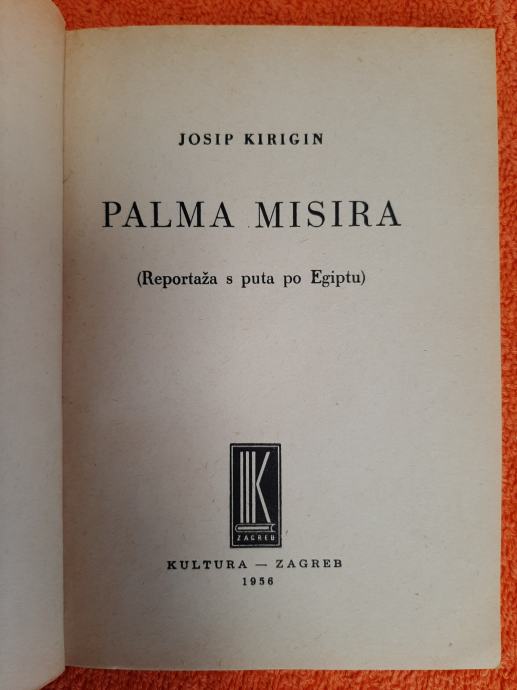 JOSIP KIRIGIN
PALMA MISIRA
(Reportaža s puta po Egiptu)
K
ZAGREB
KULTURA — ZAGREB
1956